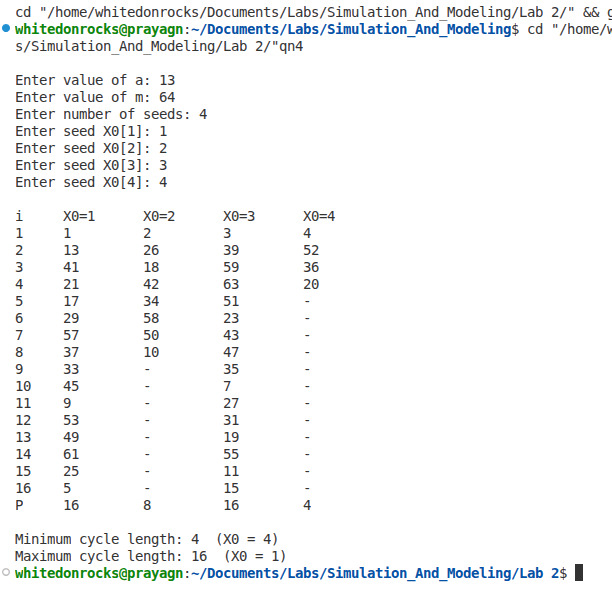 cd "/home/whitedonrocks/Documents/Labs/Simulation_And_Modeling/Lab 2/" && g
whitedonrocks@prayagn:~/Documents/Labs/Simulation_And_Modeling$ cd "/home/w
s/Simulation_And_Modeling/Lab 2/"qn4
Enter value of a: 13
Enter value of m: 64
Enter number of seeds: 4
Enter seed X0[1]: 1
Enter seed X0[2]: 2
Enter seed X0[3]: 3
Enter seed X0[4]: 4
i X0=1 X0=2 X0=3 X0=4
1 1 2 3 4
2 13 26 39 52
3 41 18 59 36
4 21 42 63 20
5 17 34 51 -
6 29 58 23 -
7 57 50 43 -
8 37 10 47 -
9 33 - 35 -
10 45 - 7 -
11 9 - 27 -
12 53 - 31 -
13 49 - 19 -
14 61 - 55 -
15 25 - 11 -
16 5 - 15 -
P 16 8 16 4
Minimum cycle length: 4 (X0 = 4)
Maximum cycle length: 16 (X0 = 1)
whitedonrocks@prayagn:~/Documents/Labs/Simulation_And_Modeling/Lab 2$